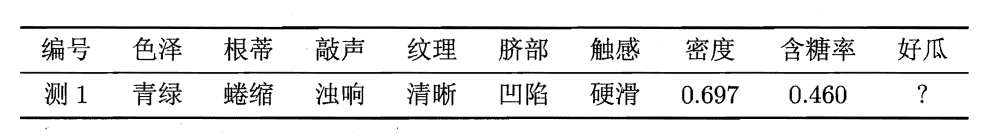 编号 色泽 根蒂 敲声 纹理 脐部 触感 密度 含糖率 好瓜
测1 青绿 蜷缩 浊响 清晰 凹陷 硬滑 0.697 0.460 ?